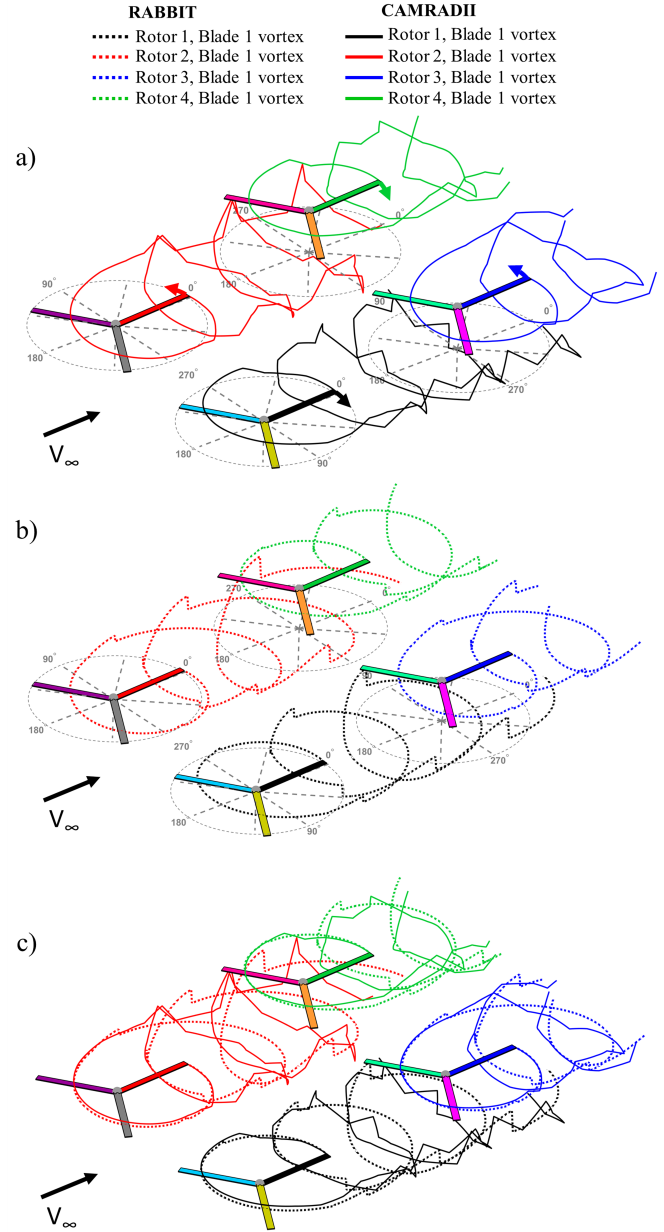 RABBIT CAMRADII
Rotor 1, Blade 1 vortex Rotor 1, Blade 1 vortex
Rotor 2, Blade 1 vortex Rotor 2, Blade 1 vortex
Rotor 3, Blade 1 vortex Rotor 3, Blade 1 vortex
Rotor 4, Blade 1 vortex Rotor 4, Blade 1 vortex
a)
270° 0°
180
90° 0°
180
90 0°
180
270°
270° 0°
180° 90°
V∞
b)
270 0°
180
90° 0°
180
90 0
180
270°
270° 0°
180° 90°
V∞
c)
V∞